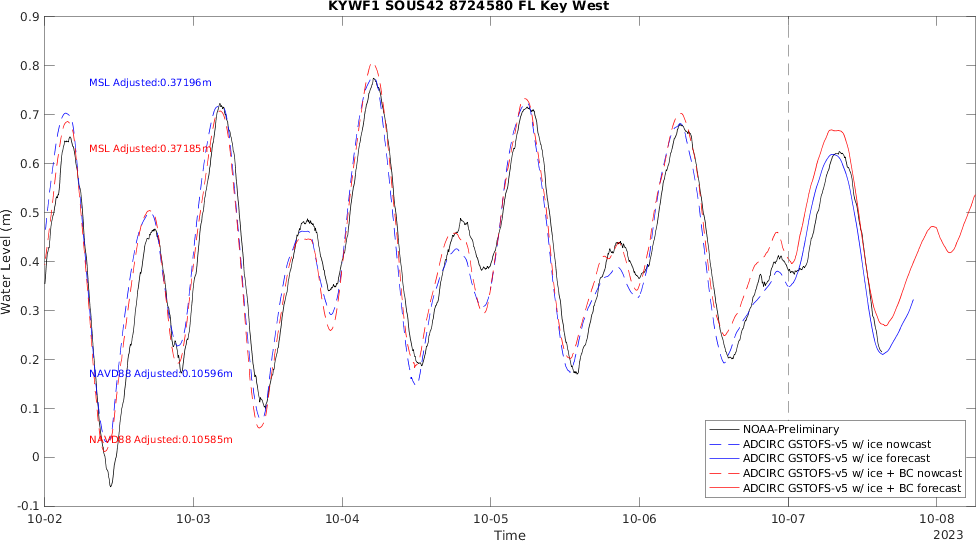 KYWF1 SOUS42 8724580 FL Key West
0.9
0.8
0.7
0.6
0.5
0.4
0.3
0.2
0.1
0
-0.1
Water Level (m)
MSL Adjusted:0.37196m
MSL Adjusted:0.37185m
NAVD88 Adjusted:0.10596m
NAVD88 Adjusted:0.10585m
NOAA-Preliminary
ADCIRC GSTOFS-v5 w/ ice nowcast
ADCIRC GSTOFS-v5 w/ ice forecast
ADCIRC GSTOFS-v5 w/ ice + BC nowcast
ADCIRC GSTOFS-v5 w/ ice + BC forecast
10-02 10-03 10-04 10-05 10-06 10-07 10-08
Time
2023